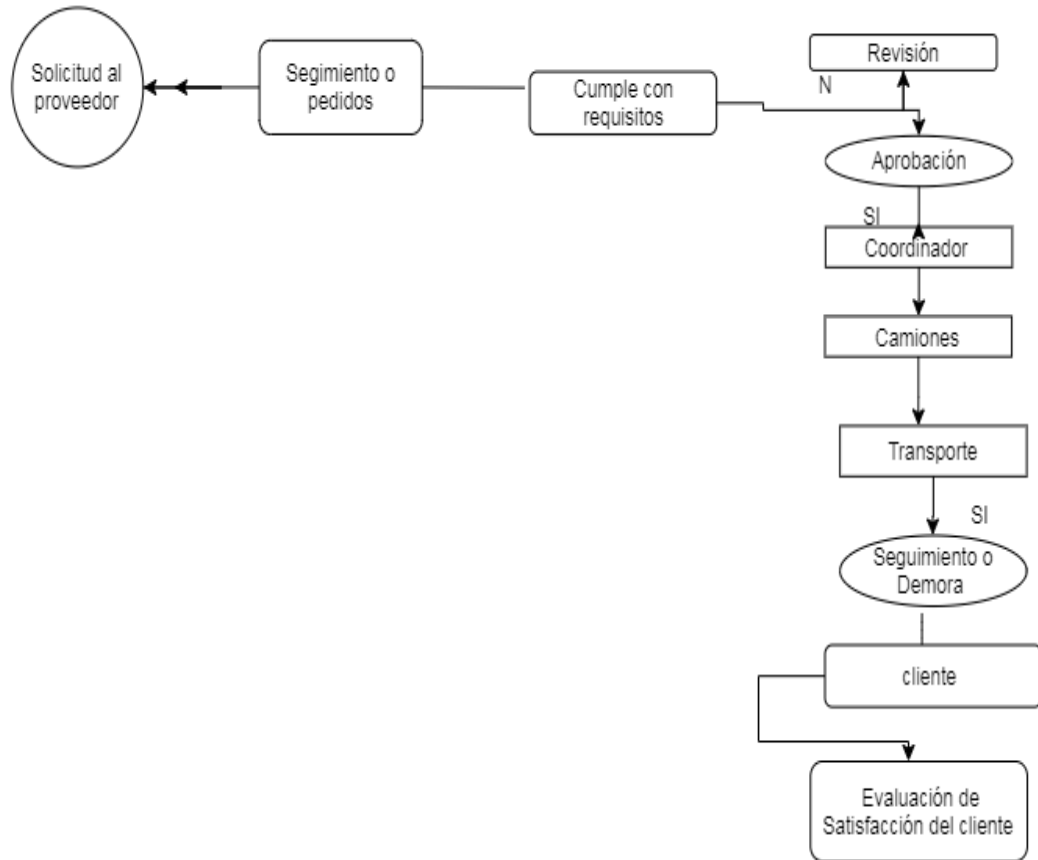 Solicitud al
proveedor
Segimiento o
pedidos
Cumple con
requisitos
Revisión
N
Aprobación
SI
Coordinador
Camiones
Transporte
SI
Seguimiento o
Demora
cliente
Evaluación de
Satisfacción del cliente